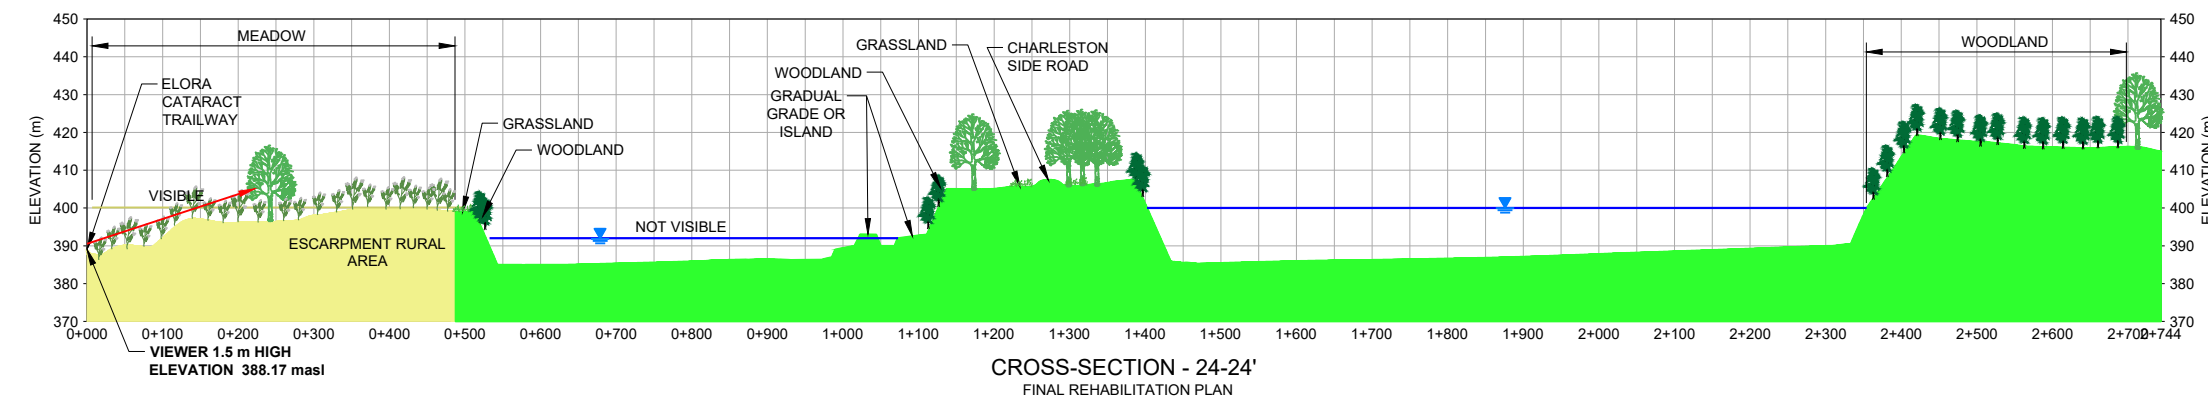 450
440
430
420
410
400
390
380
370
ELEVATION (m)
MEADOW
ELORA
CATARACT
TRAILWAY
VISIBLE
ESCARPMENT RURAL
AREA
GRASSLAND
WOODLAND
NOT VISIBLE
GRASSLAND
WOODLAND
GRADUAL
GRADE OR
ISLAND
CHARLESTON
SIDE ROAD
WOODLAND
450
440
430
420
410
400
390
380
370
ELEVATION (m)
0+000 0+100 0+200 0+300 0+400 0+500 0+600 0+700 0+800 0+900 1+000 1+100 1+200 1+300 1+400 1+500 1+600 1+700 1+800 1+900 2+000 2+100 2+200 2+300 2+400 2+500 2+600 2+700 2+744
VIEWER 1.5 m HIGH
ELEVATION 388.17 masl
CROSS-SECTION - 24-24'
FINAL REHABILITATION PLAN